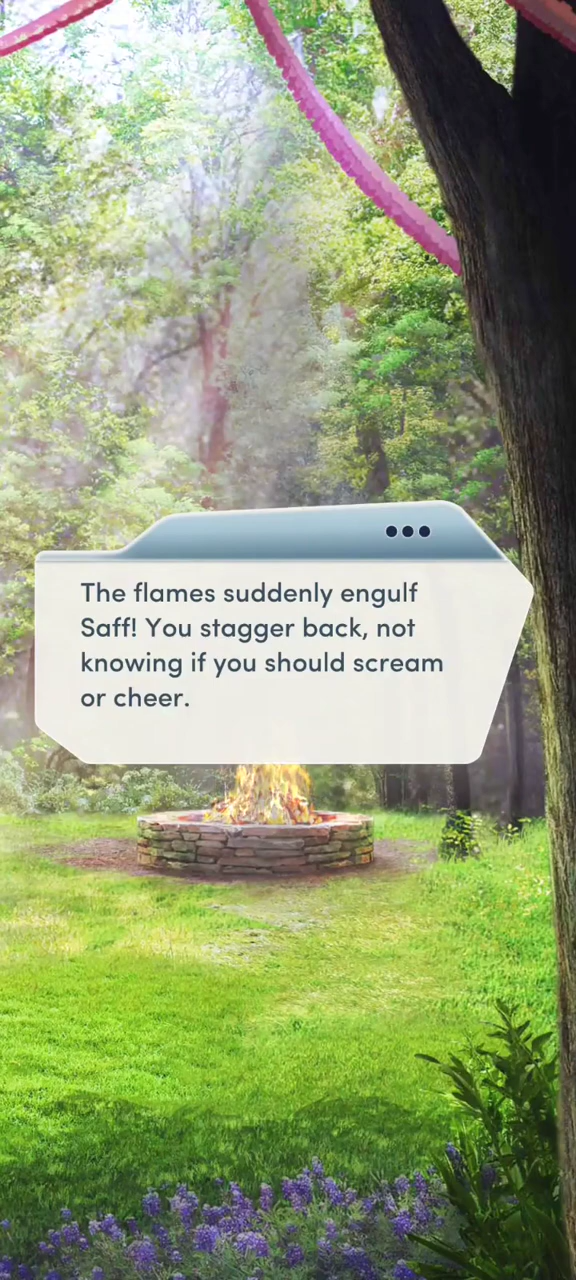 The flames suddenly engulf
Saff! You stagger back, not
knowing if you should scream
or cheer.